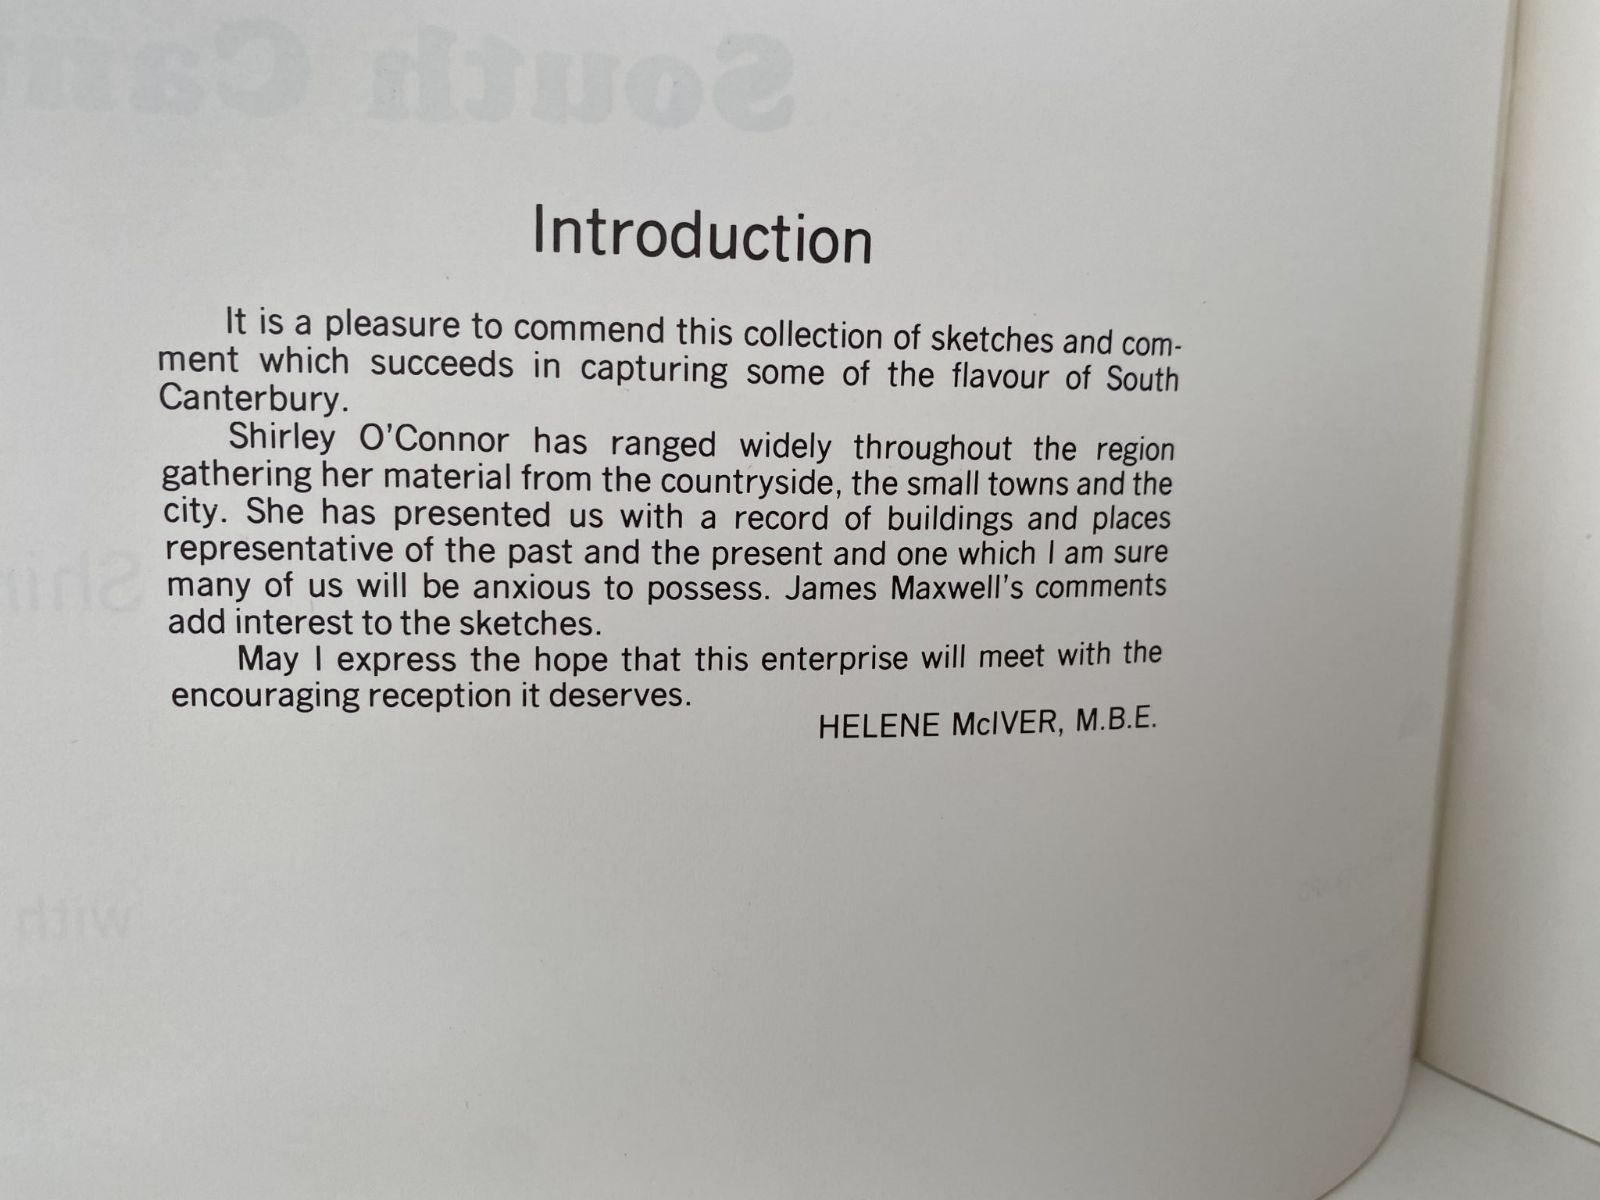 Introduction
It is a pleasure to commend this collection of sketches and com-
ment which succeeds in capturing some of the flavour of South
Canterbury.
Shirley O'Connor has ranged widely throughout the region
gathering her material from the countryside, the small towns and the
city. She has presented us with a record of buildings and places
representative of the past and the present and one which I am sure
many of us will be anxious to possess. James Maxwell's comments
add interest to the sketches.
May I express the hope that this enterprise will meet with the
encouraging reception it deserves.
HELENE McIVER, M.B.E.